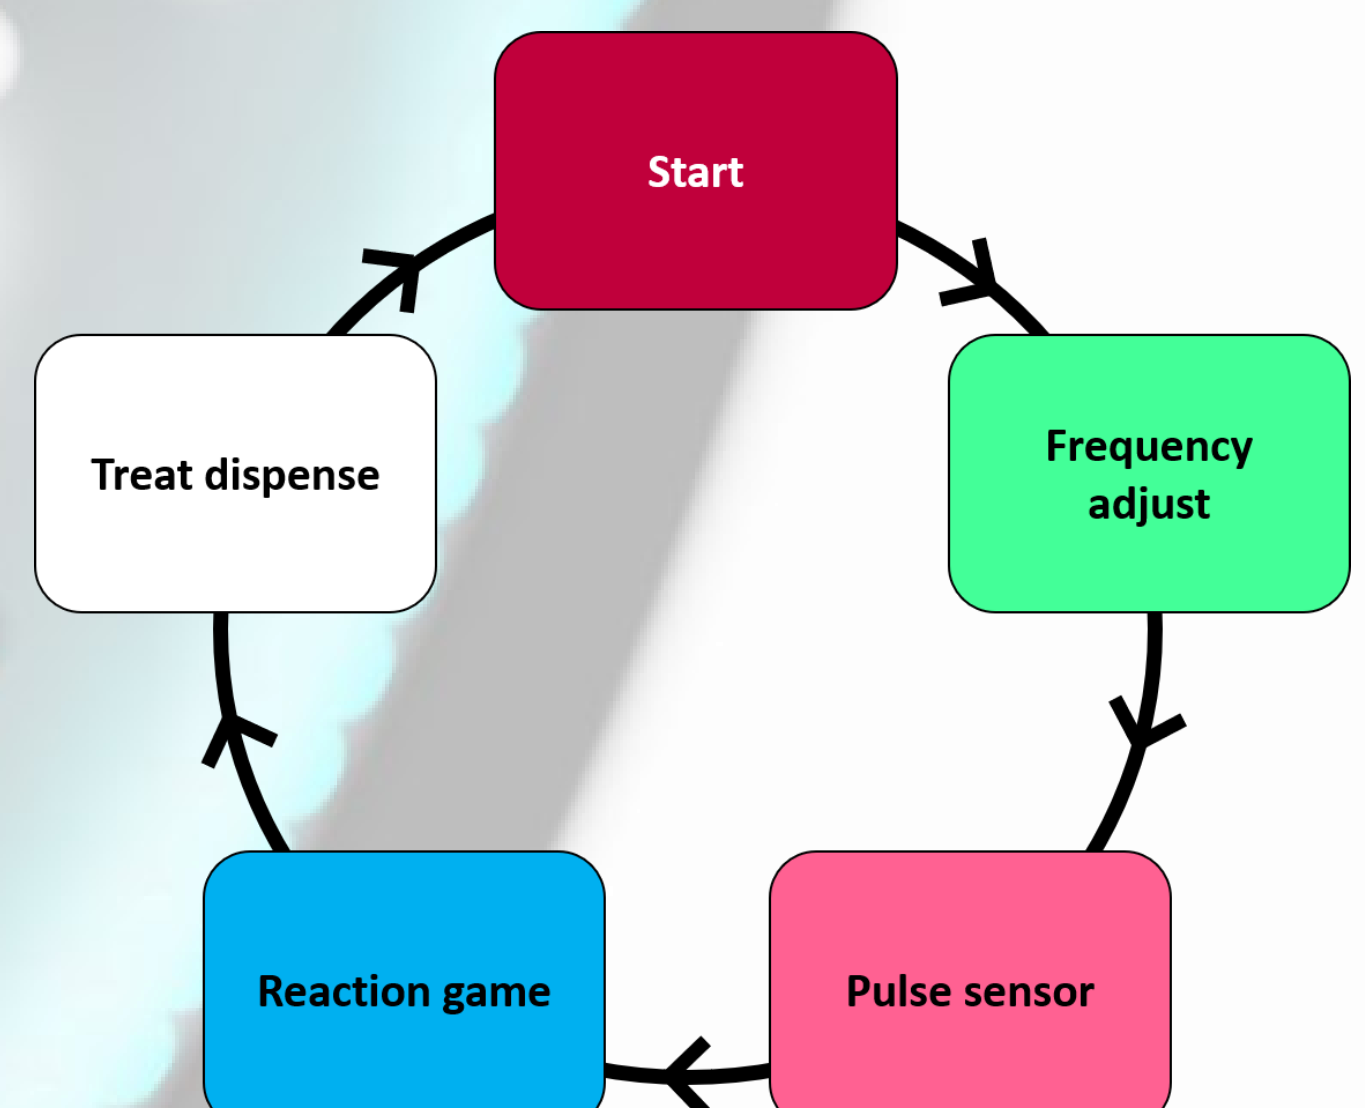 Start
Frequency
adjust
Treat dispense
Reaction game
Pulse sensor